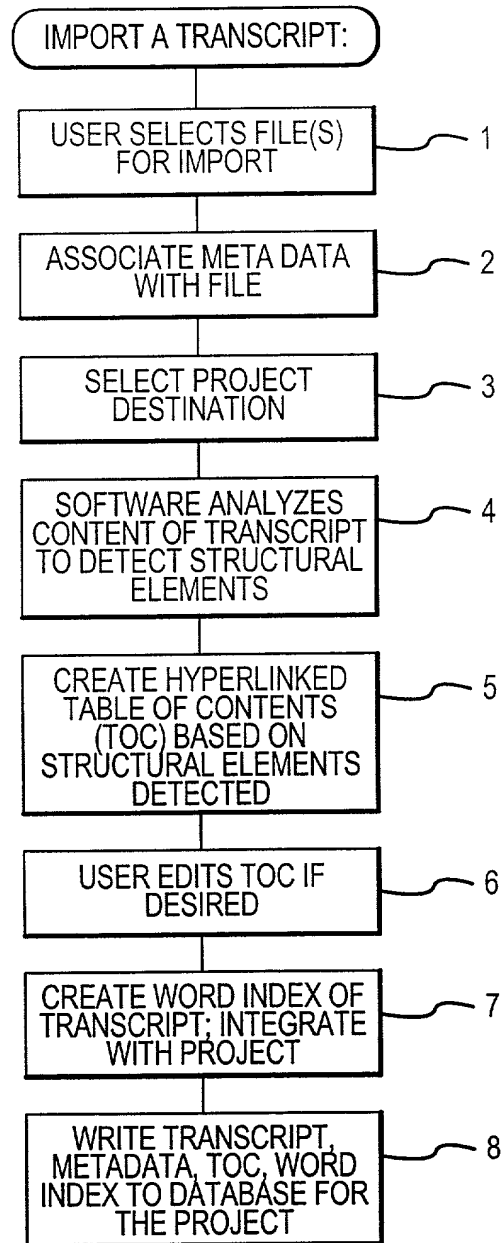 IMPORT A TRANSCRIPT:
USER SELECTS FILE(S)
FOR IMPORT
1
ASSOCIATE META DATA
WITH FILE
2
SELECT PROJECT
DESTINATION
3
SOFTWARE ANALYZES
CONTENT OF TRANSCRIPT
TO DETECT STRUCTURAL
ELEMENTS
4
CREATE HYPERLINKED
TABLE OF CONTENTS
(TOC) BASED ON
STRUCTURAL ELEMENTS
DETECTED
5
USER EDITS TOC IF
DESIRED
6
CREATE WORD INDEX OF
TRANSCRIPT; INTEGRATE
WITH PROJECT
7
WRITE TRANSCRIPT,
METADATA, TOC, WORD
INDEX TO DATABASE FOR
THE PROJECT
8